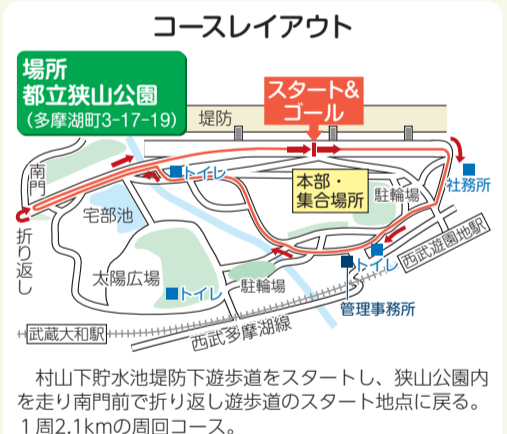 コースレイアウト
場所
都立狭山公園
（多摩湖町3-17-19）
スタート&
ゴール
堤防
南門
トイレ
本部・
集合場所
駐輪場
社務所
宅部池
折り返し
西武遊園地駅
太陽広場
トイレ
駐輪場
トイレ
管理事務所
武蔵大和駅
西武多摩湖線
村山下貯水池堤防下遊歩道をスタートし、狭山公園内
を走り南門前で折り返し遊歩道のスタート地点に戻る。
１周2.1kmの周回コース。